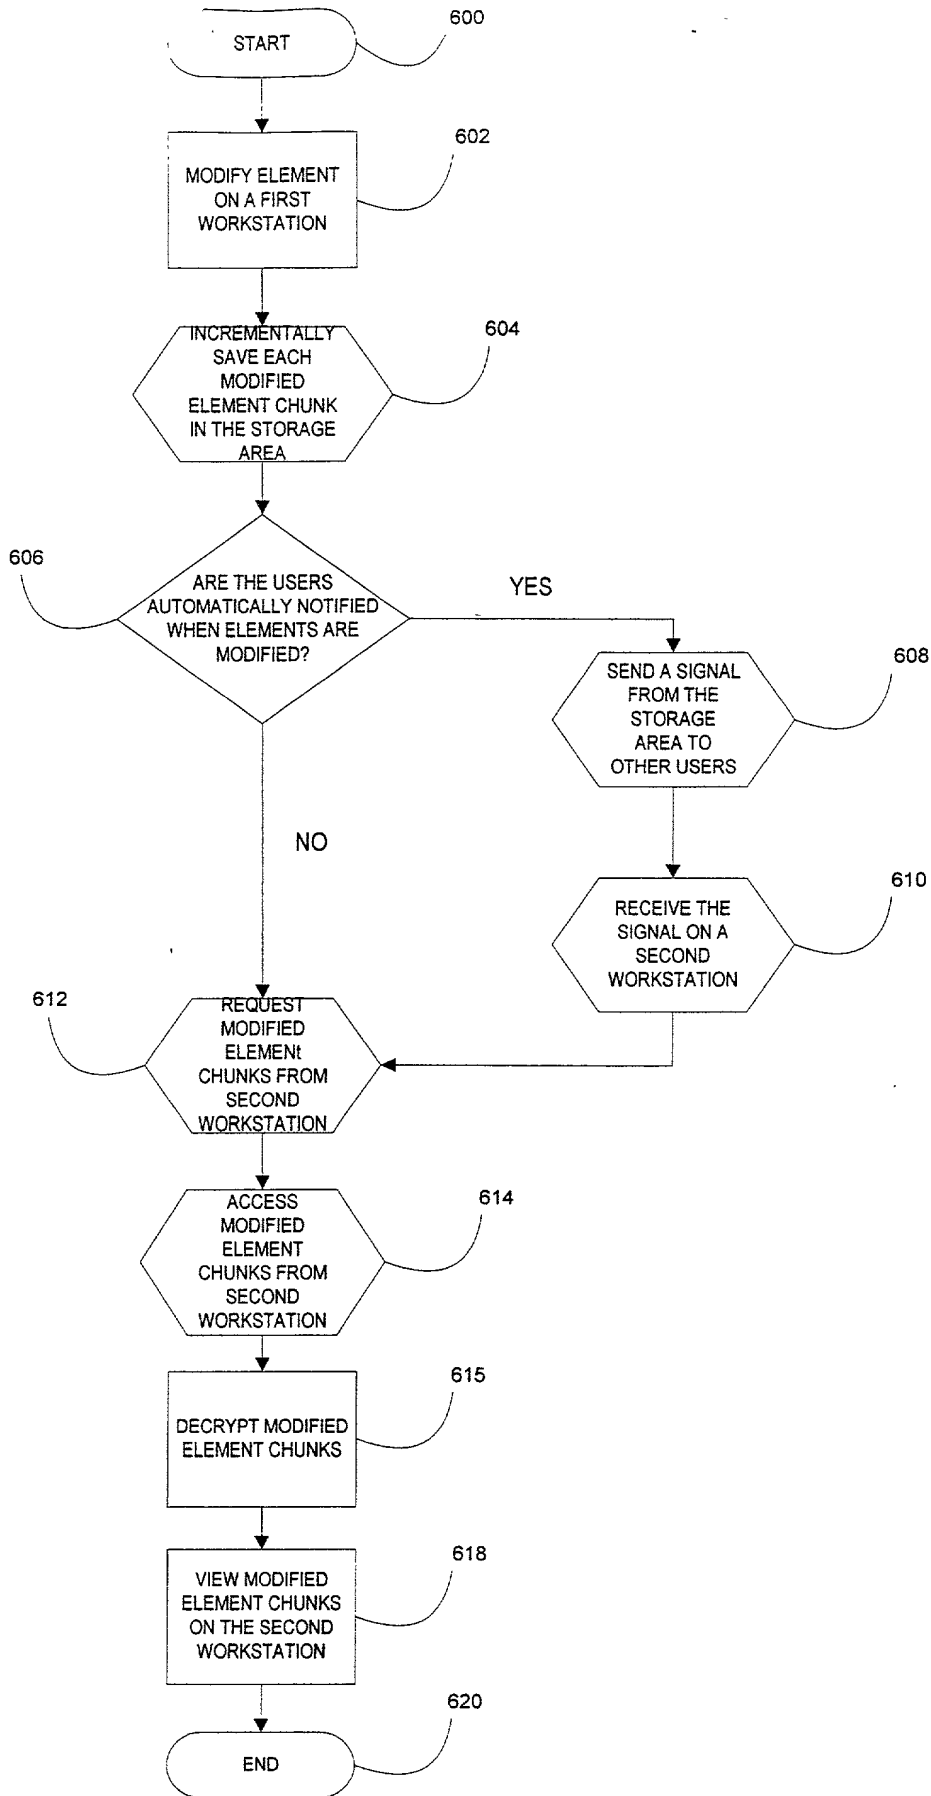 START
600
602
MODIFY ELEMENT
ON A FIRST
WORKSTATION
604
INCREMENTALLY
SAVE EACH
MODIFIED
ELEMENT CHUNK
IN THE STORAGE
AREA
606
ARE THE USERS
AUTOMATICALLY NOTIFIED
WHEN ELEMENTS ARE
MODIFIED?
YES
608
SEND A SIGNAL
FROM THE
STORAGE
AREA TO
OTHER USERS
NO
610
RECEIVE THE
SIGNAL ON A
SECOND
WORKSTATION
612
REQUEST
MODIFIED
ELEMENt
CHUNKS FROM
SECOND
WORKSTATION
614
ACCESS
MODIFIED
ELEMENT
CHUNKS FROM
SECOND
WORKSTATION
615
DECRYPT MODIFIED
ELEMENT CHUNKS
618
VIEW MODIFIED
ELEMENT CHUNKS
ON THE SECOND
WORKSTATION
620
END